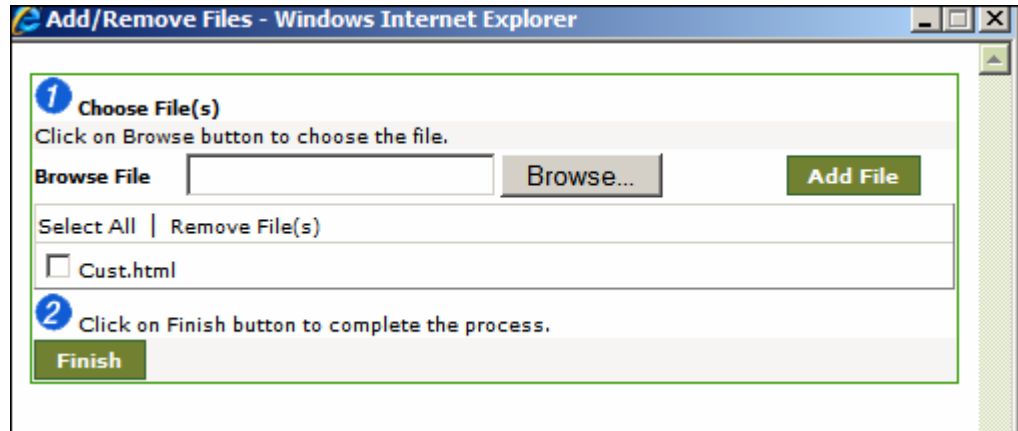 Add/Remove Files - Windows Internet Explorer
1 Choose File(s)
Click on Browse button to choose the file.
Browse File Browse... Add File
Select All | Remove File(s)
Cust.html
2 Click on Finish button to complete the process.
Finish